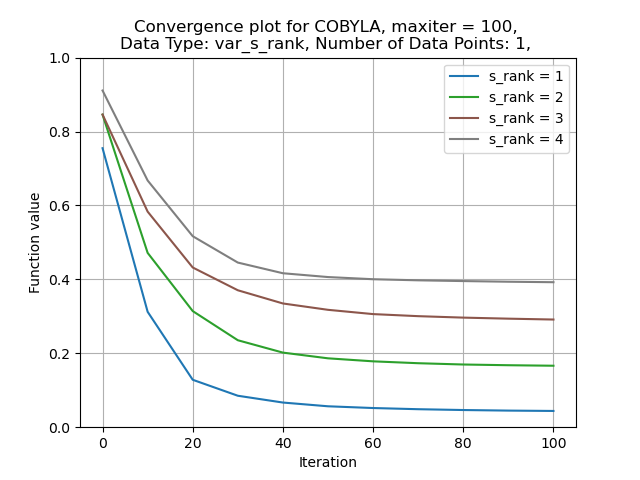 Convergence plot for COBYLA, maxiter = 100,
Data Type: var_s_rank, Number of Data Points: 1,
s_rank = 1
s_rank = 2
s_rank = 3
s_rank = 4
Function value
1.0
0.8
0.6
0.4
0.2
0.0
0 20 40 60 80 100
Iteration